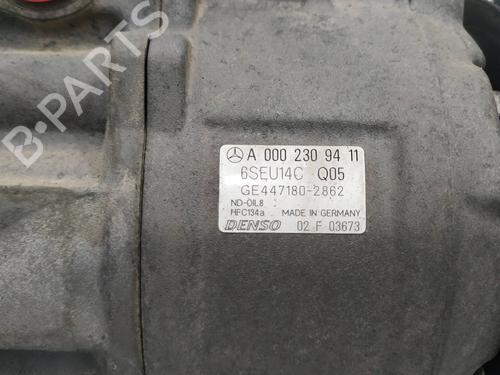 B-PARTS
A 000 230 94 11
6SEU14C Q05
GE447180-2862
ND-OIL8
HFC134a MADE IN GERMANY
DENSO 02 F 03673